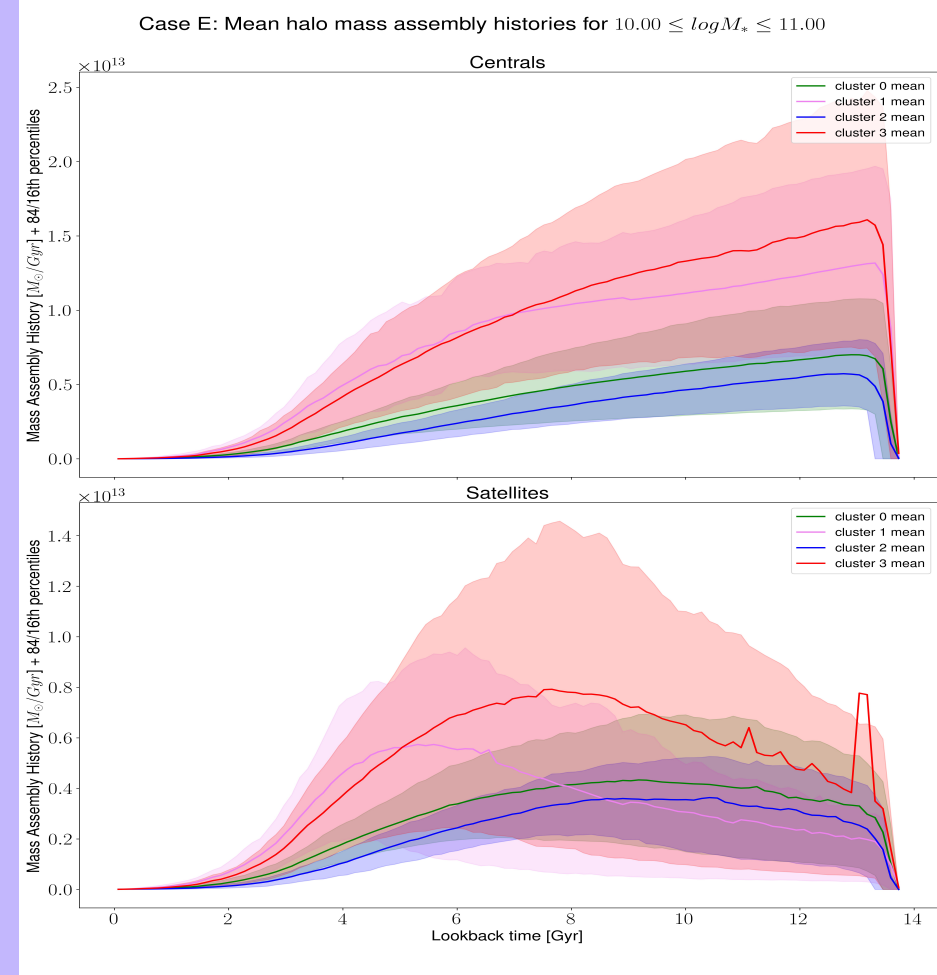 Case E: Mean halo mass assembly histories for 10.00 ≤ logM∗ ≤ 11.00
Centrals
×10¹³
Mass Assembly History [M⊙/Gyr] + 84/16th percentiles
2.5
2.0
1.5
1.0
0.5
0.0
cluster 0 mean
cluster 1 mean
cluster 2 mean
cluster 3 mean
Satellites
×10¹³
Mass Assembly History [M⊙/Gyr] + 84/16th percentiles
1.4
1.2
1.0
0.8
0.6
0.4
0.2
0.0
cluster 0 mean
cluster 1 mean
cluster 2 mean
cluster 3 mean
0 2 4 6 8 10 12 14
Lookback time [Gyr]